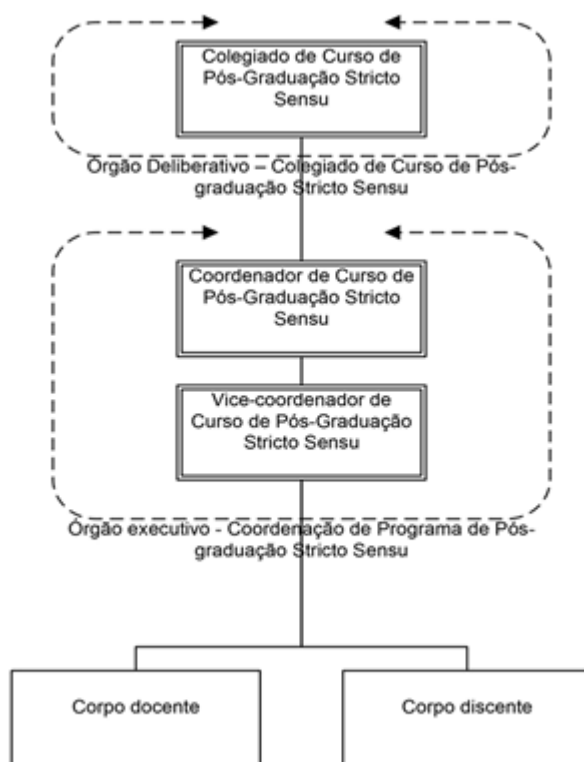 Colegiado de Curso de
Pós-Graduação Stricto
Sensu
Órgão Deliberativo – Colegiado de Curso de Pós-
graduação Stricto Sensu
Coordenador de Curso de
Pós-Graduação Stricto
Sensu
Vice-coordenador de
Curso de Pós-Graduação
Stricto Sensu
Órgão executivo - Coordenação de Programa de Pós-
graduação Stricto Sensu
Corpo docente
Corpo discente